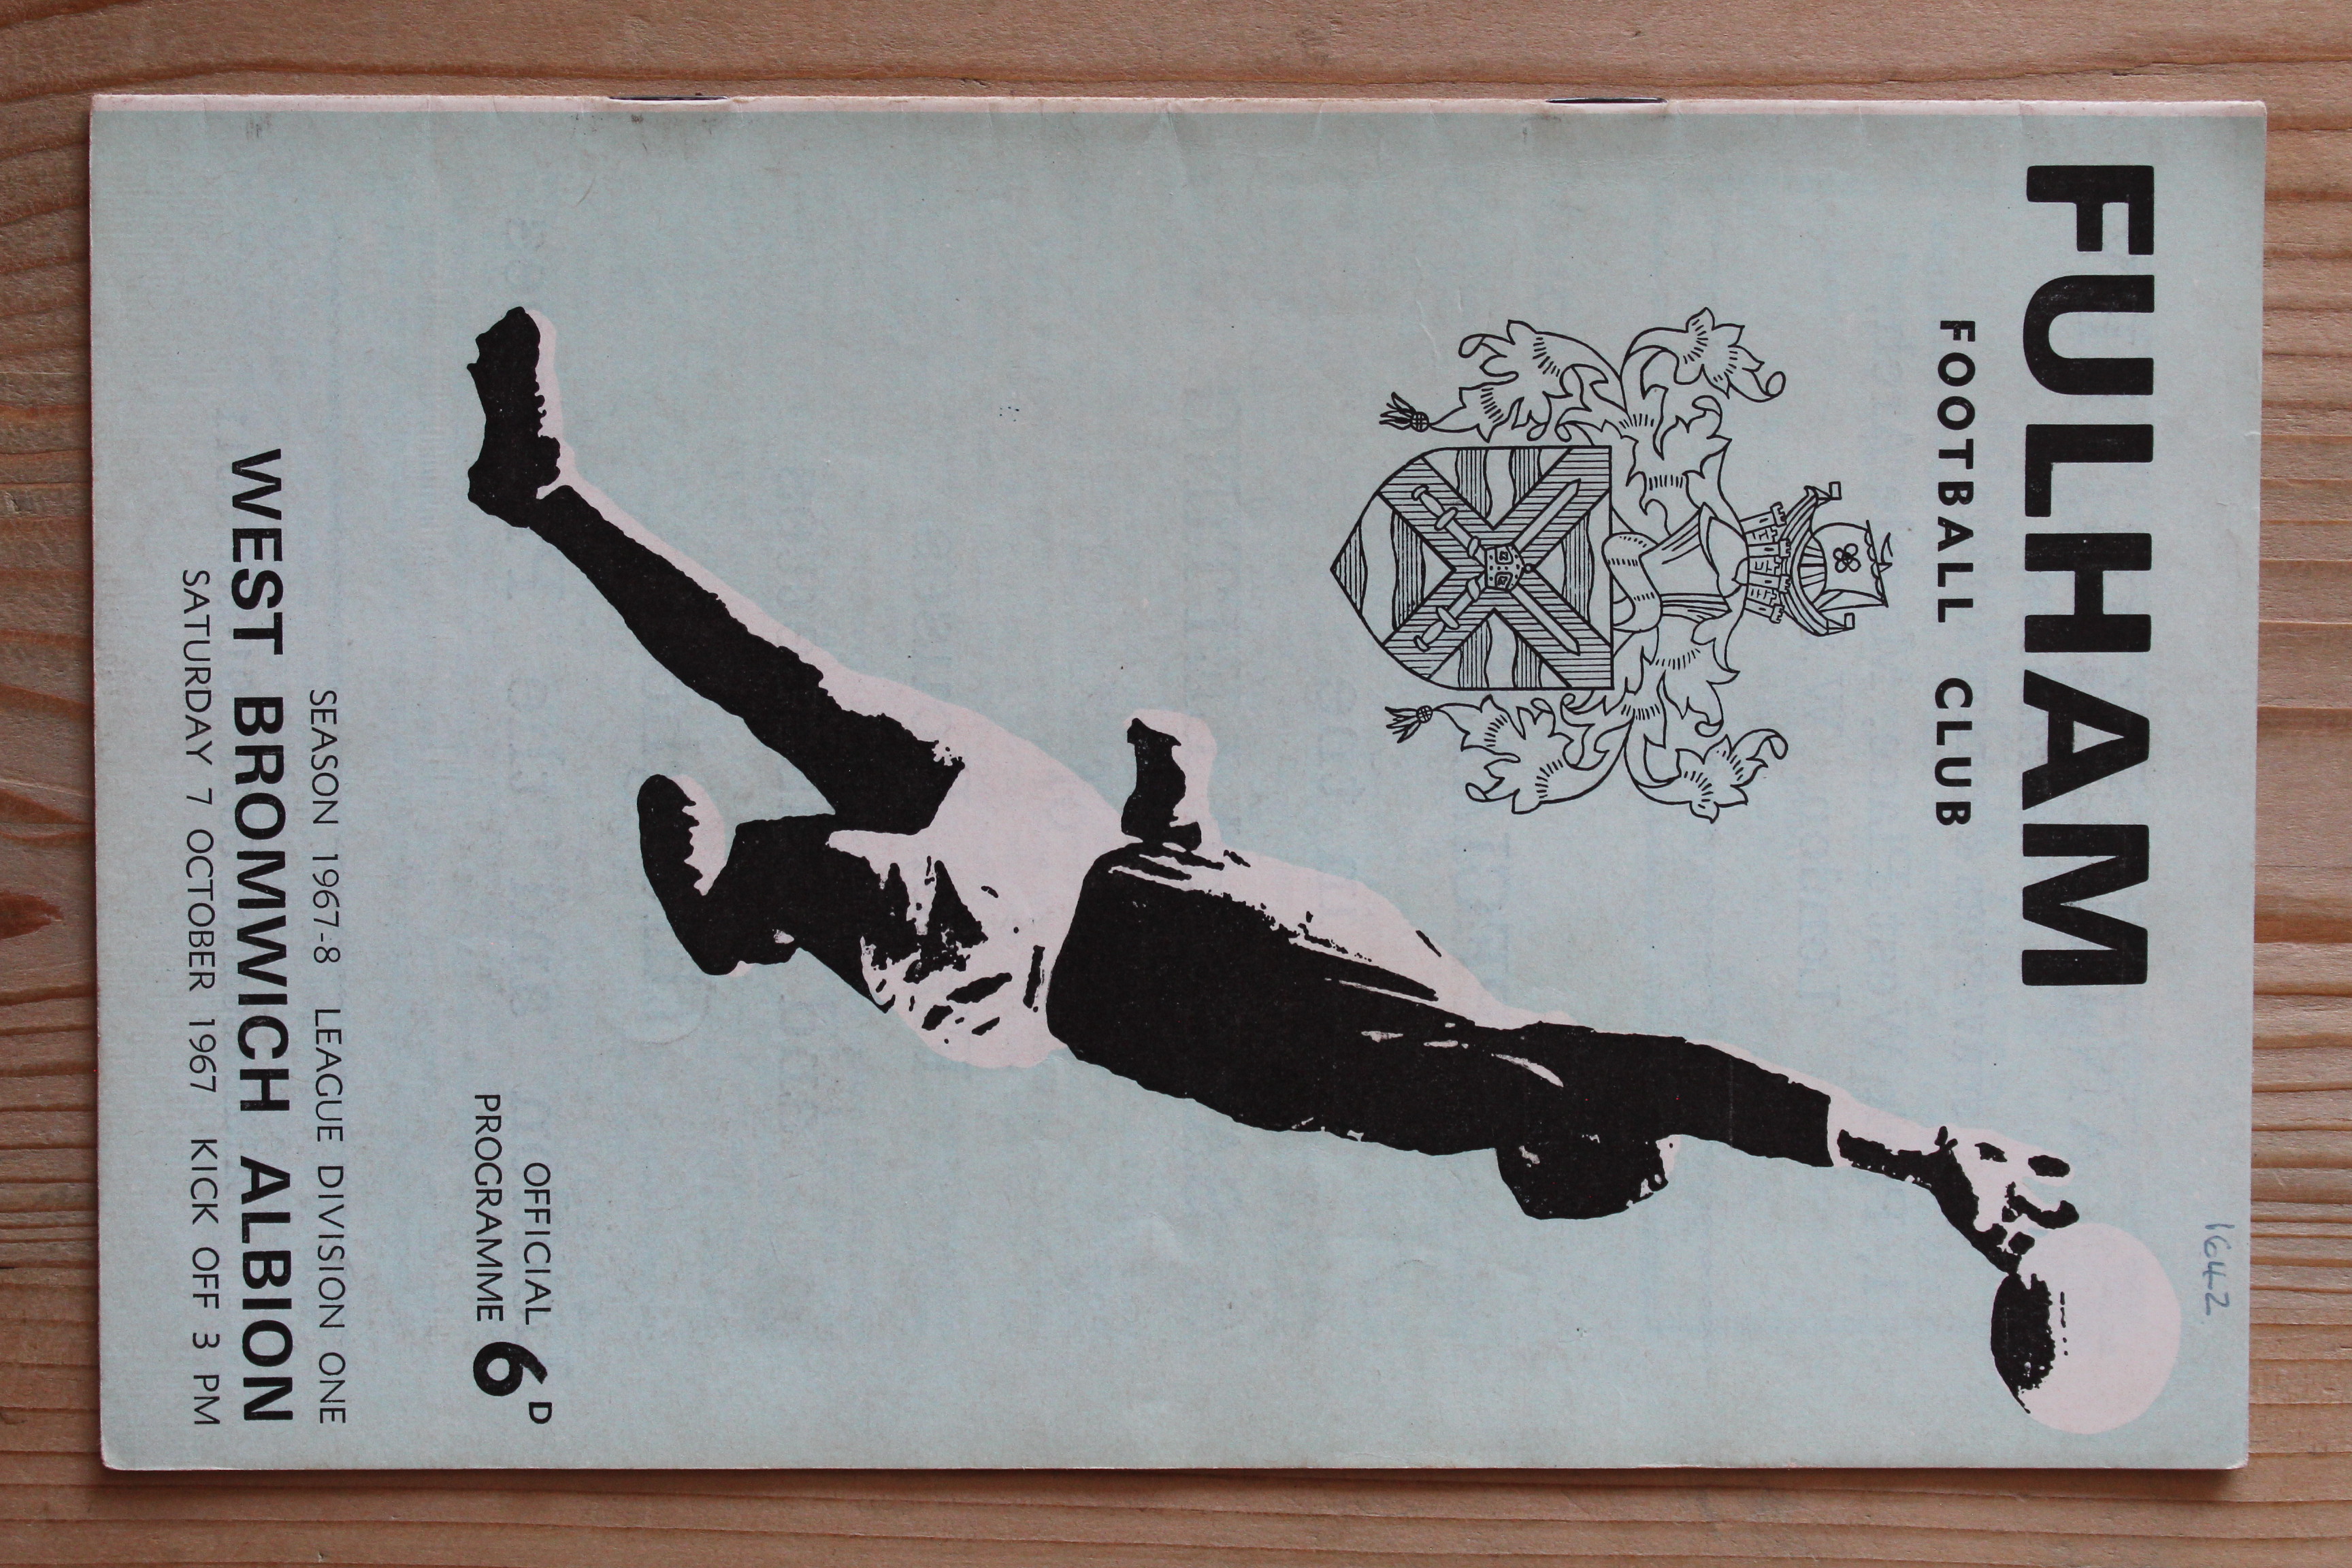 1642
FULHAM
FOOTBALL CLUB
OFFICIAL
PROGRAMME 6D
SEASON 1967-8 LEAGUE DIVISION ONE
WEST BROMWICH ALBION
SATURDAY 7 OCTOBER 1967 KICK OFF 3 PM